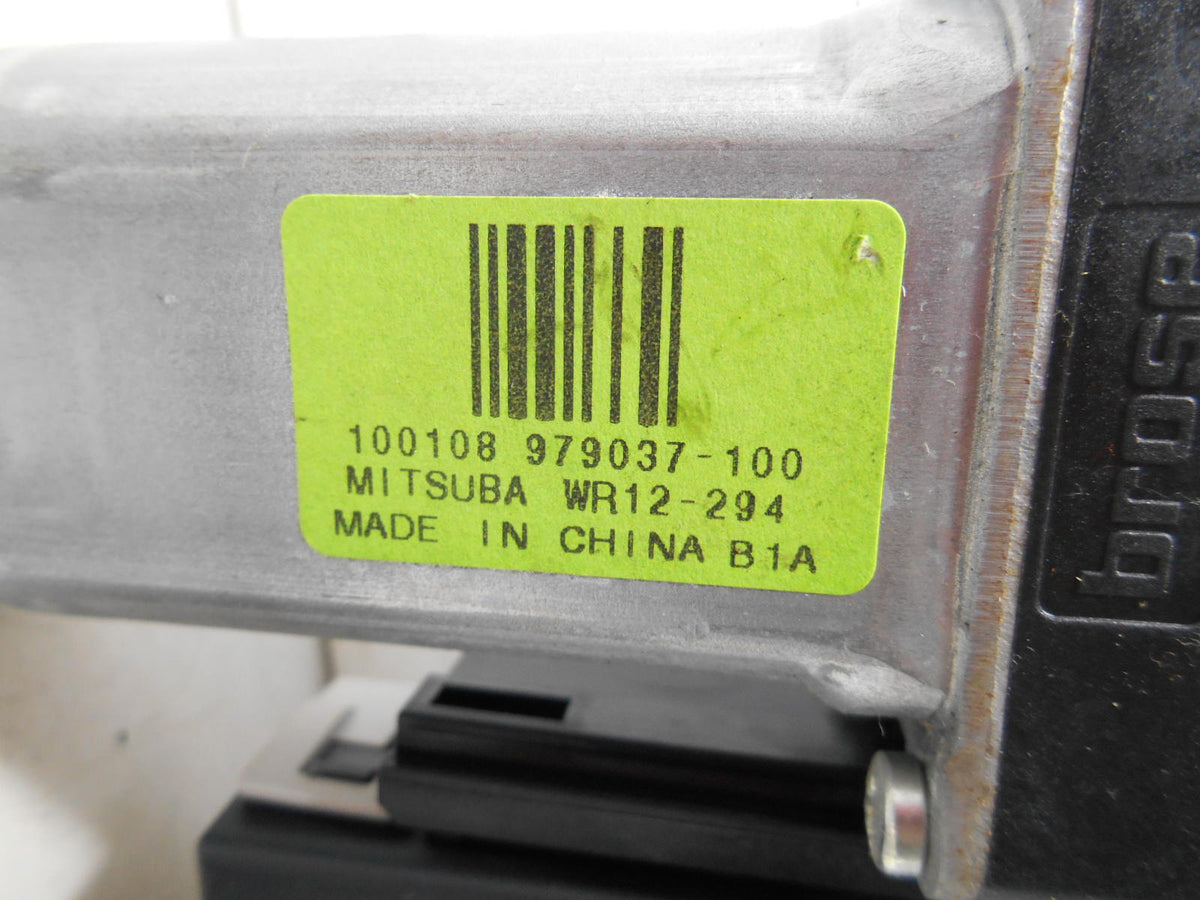 100108 979037-100
MITSUBA WR12-294
MADE IN CHINA B1A
brose